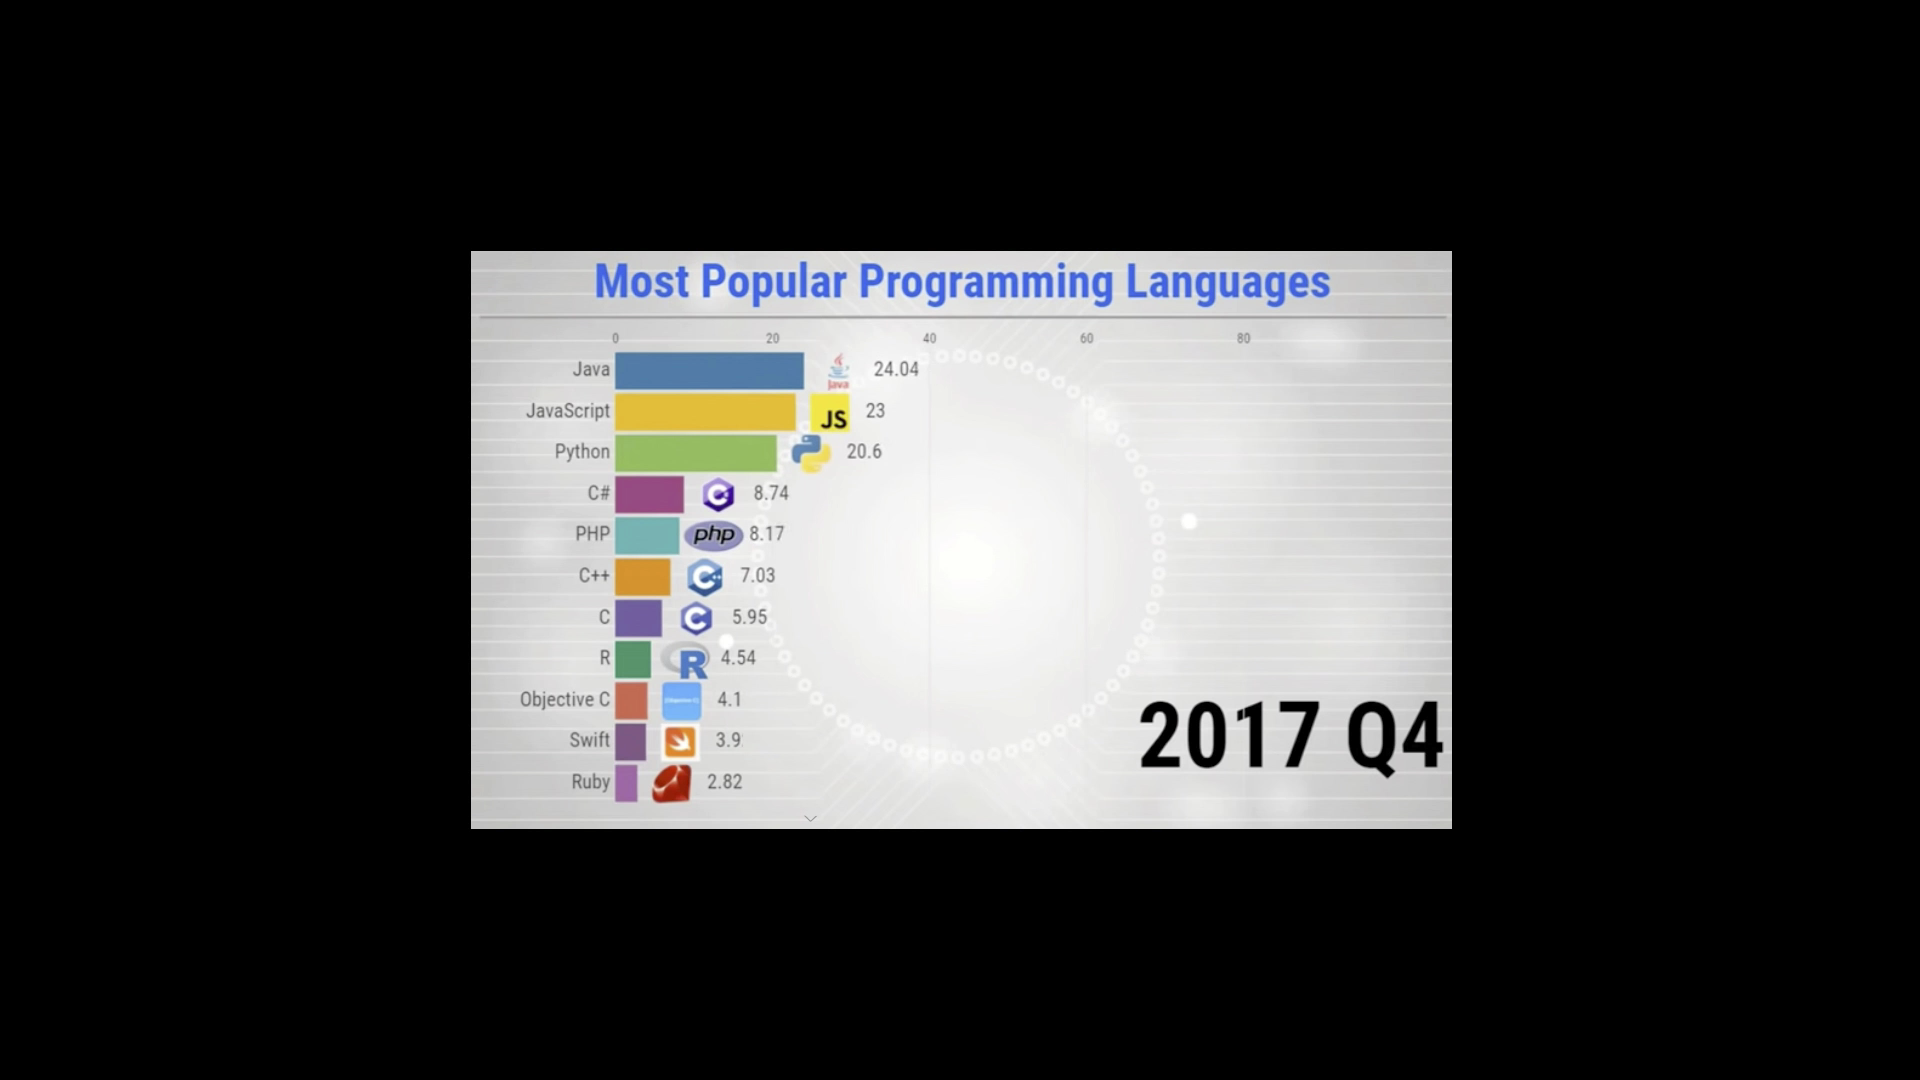 Most Popular Programming Languages
0 20 40 60 80
Java Java 24.04
JavaScript JS 23
Python 20.6
C# C 8.74
PHP php 8.17
C++ C++ 7.03
C C 5.95
R R 4.54
Objective C 4.1
Swift 3.9
Ruby 2.82
2017 Q4